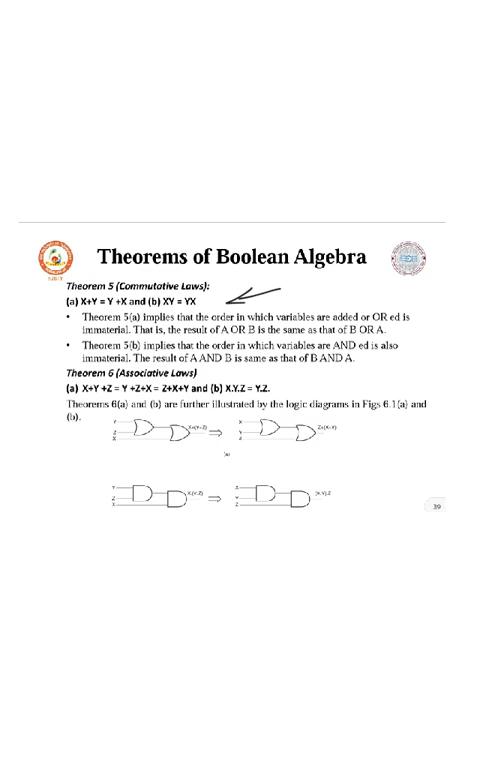 Theorems of Boolean Algebra
Theorem 5 (Commutative Laws):
(a) X+Y = Y +X and (b) XY = YX
• Theorem 5(a) implies that the order in which variables are added or OR ed is
immaterial. That is, the result of A OR B is the same as that of B OR A.
• Theorem 5(b) implies that the order in which variables are AND ed is also
immaterial. The result of A AND B is same as that of B AND A.
Theorem 6 (Associative Laws)
(a) X+Y +Z = Y +Z+X = Z+X+Y and (b) X.Y.Z = Y.Z.
Theorems 6(a) and (b) are further illustrated by the logic diagrams in Figs 6.1(a) and
(b).
Y
Z
X
X+(Y+Z)
X
Y
Z
Z+(X+Y)
(a)
Y
Z
X
X.(Y.Z)
X
Y
Z
(X.Y).Z
39